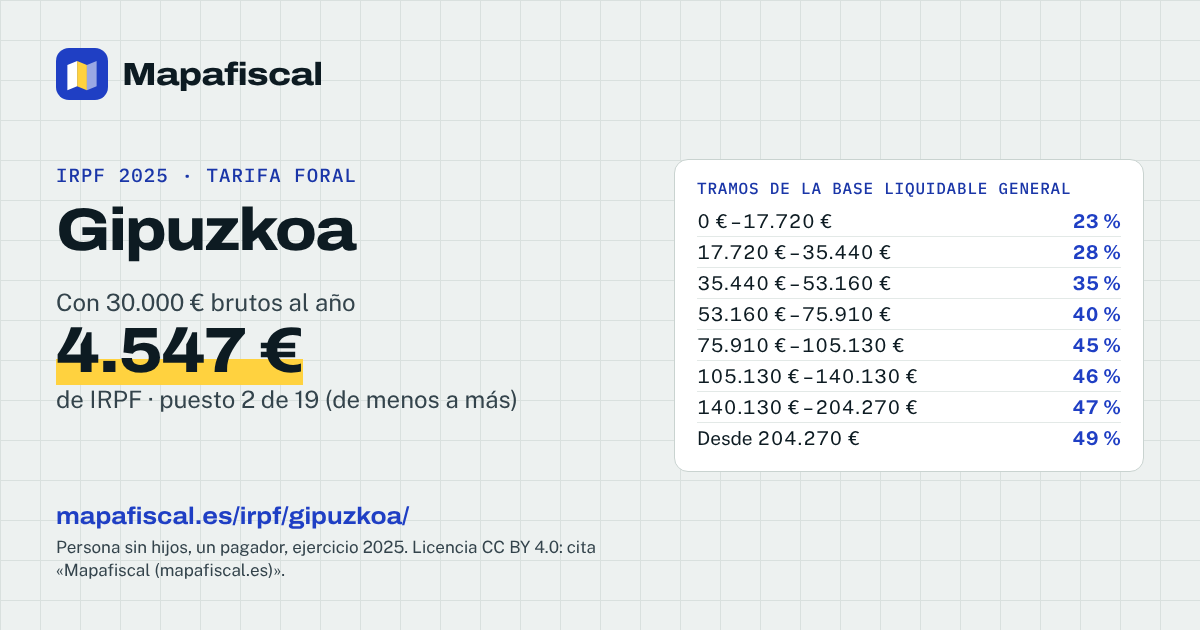 Mapafiscal
IRPF 2025 · TARIFA FORAL
Gipuzkoa
Con 30.000 € brutos al año
4.547 €
de IRPF · puesto 2 de 19 (de menos a más)
TRAMOS DE LA BASE LIQUIDABLE GENERAL
0 € – 17.720 € 23 %
17.720 € – 35.440 € 28 %
35.440 € – 53.160 € 35 %
53.160 € – 75.910 € 40 %
75.910 € – 105.130 € 45 %
105.130 € – 140.130 € 46 %
140.130 € – 204.270 € 47 %
Desde 204.270 € 49 %
mapafiscal.es/irpf/gipuzkoa/
Persona sin hijos, un pagador, ejercicio 2025. Licencia CC BY 4.0: cita
«Mapafiscal (mapafiscal.es)».